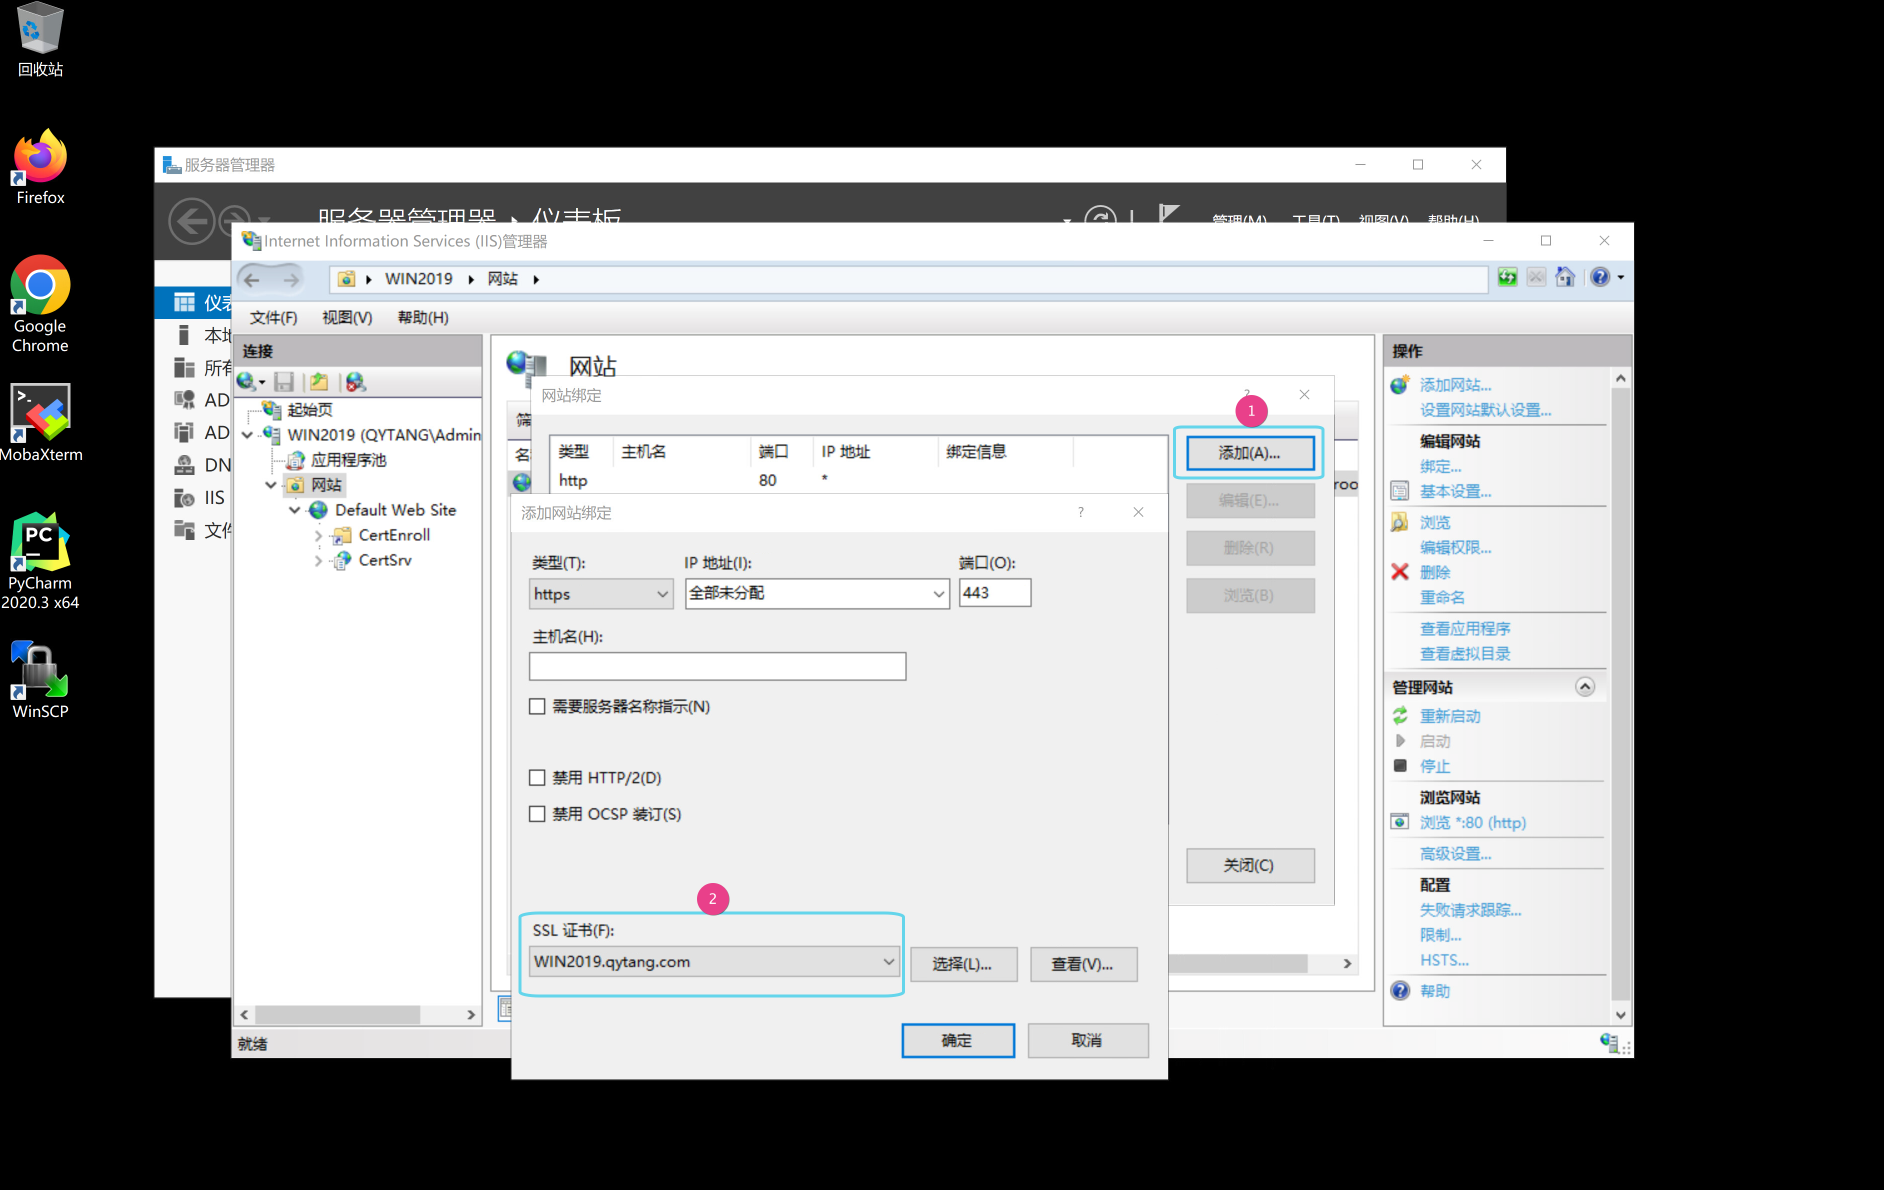 回收站
Firefox
Google
Chrome
MobaXterm
PyCharm
2020.3 x64
WinSCP
服务器管理器
服务器管理器 ‣ 仪表板
管理(M) 工具(T) 视图(V) 帮助(H)
仪表
本地
所有
AD
AD
DN
IIS
文件
Internet Information Services (IIS)管理器
WIN2019 网站
文件(F) 视图(V) 帮助(H)
连接
起始页
WIN2019 (QYTANG\Admin
应用程序池
网站
Default Web Site
CertEnroll
CertSrv
就绪
网站
筛
名
roo
网站绑定
?
类型 主机名 端口 IP 地址 绑定信息
http 80 *
1
添加(A)...
编辑(E)...
删除(R)
浏览(B)
关闭(C)
添加网站绑定
?
类型(T): IP 地址(I): 端口(O):
https 全部未分配 443
主机名(H):
需要服务器名称指示(N)
禁用 HTTP/2(D)
禁用 OCSP 装订(S)
2
SSL 证书(F):
WIN2019.qytang.com 选择(L)... 查看(V)...
确定 取消
操作
添加网站...
设置网站默认设置...
编辑网站
绑定...
基本设置...
浏览
编辑权限...
删除
重命名
查看应用程序
查看虚拟目录
管理网站
重新启动
启动
停止
浏览网站
浏览 *:80 (http)
高级设置...
配置
失败请求跟踪...
限制...
HSTS...
帮助